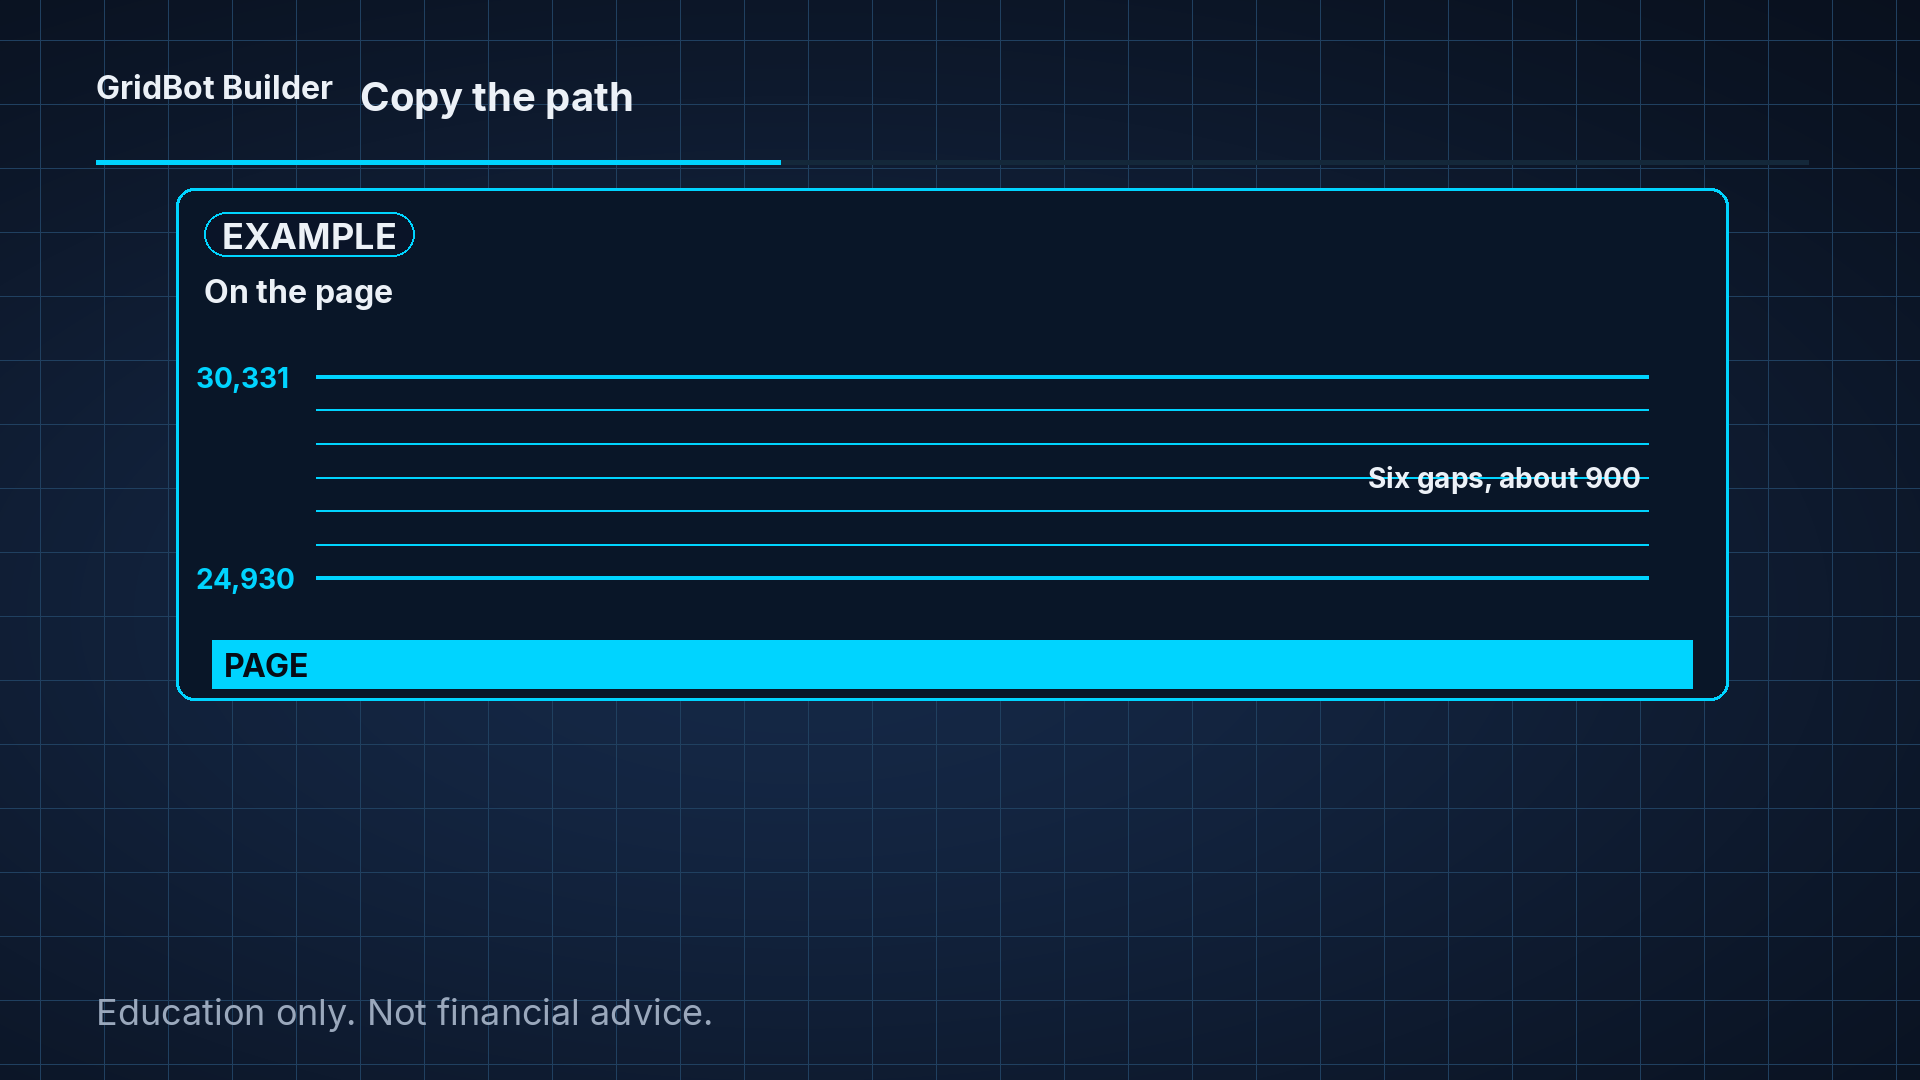 GridBot Builder
Copy the path
EXAMPLE
On the page
30,331
Six gaps, about 900
24,930
PAGE
Education only. Not financial advice.